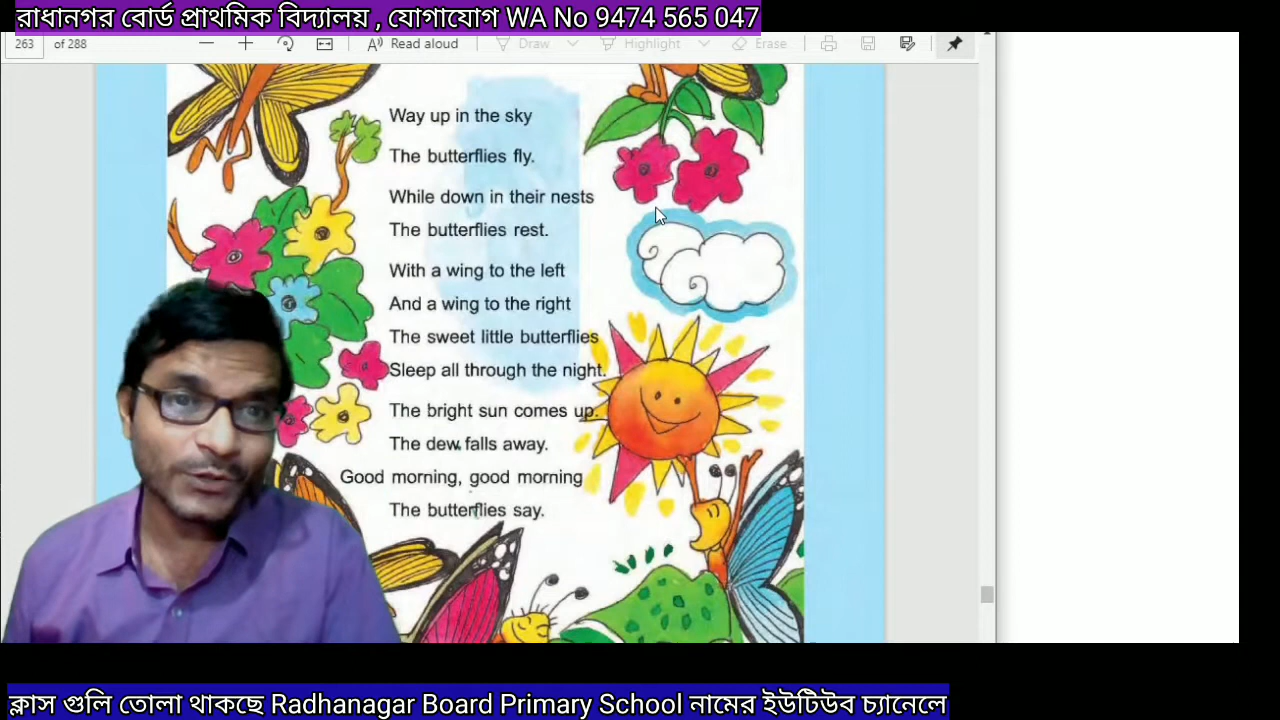 রাধানগর বোর্ড প্রাথমিক বিদ্যালয় , যোগাযোগ WA No 9474 565 047
263 of 288 Read aloud Draw Highlight Erase
Way up in the sky
The butterflies fly.
While down in their nests
The butterflies rest.
With a wing to the left
And a wing to the right
The sweet little butterflies
Sleep all through the night.
The bright sun comes up.
The dew falls away.
Good morning, good morning
The butterflies say.
ক্লাস গুলি তোলা থাকছে Radhanagar Board Primary School নামের ইউটিউব চ্যানেলে